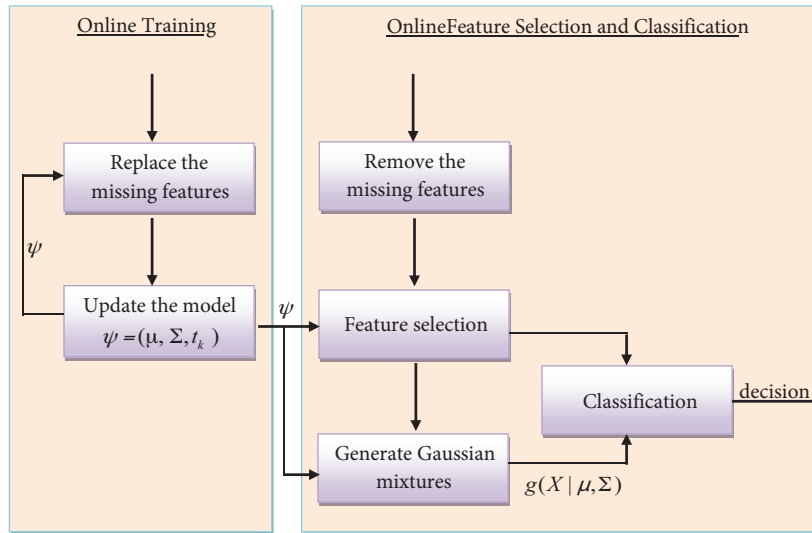 Online Training
Replace the
missing features
ψ
Update the model
ψ = (μ, Σ, t_k )
ψ
OnlineFeature Selection and Classification
Remove the
missing features
Feature selection
Generate Gaussian
mixtures
g(X | μ, Σ)
Classification
decision